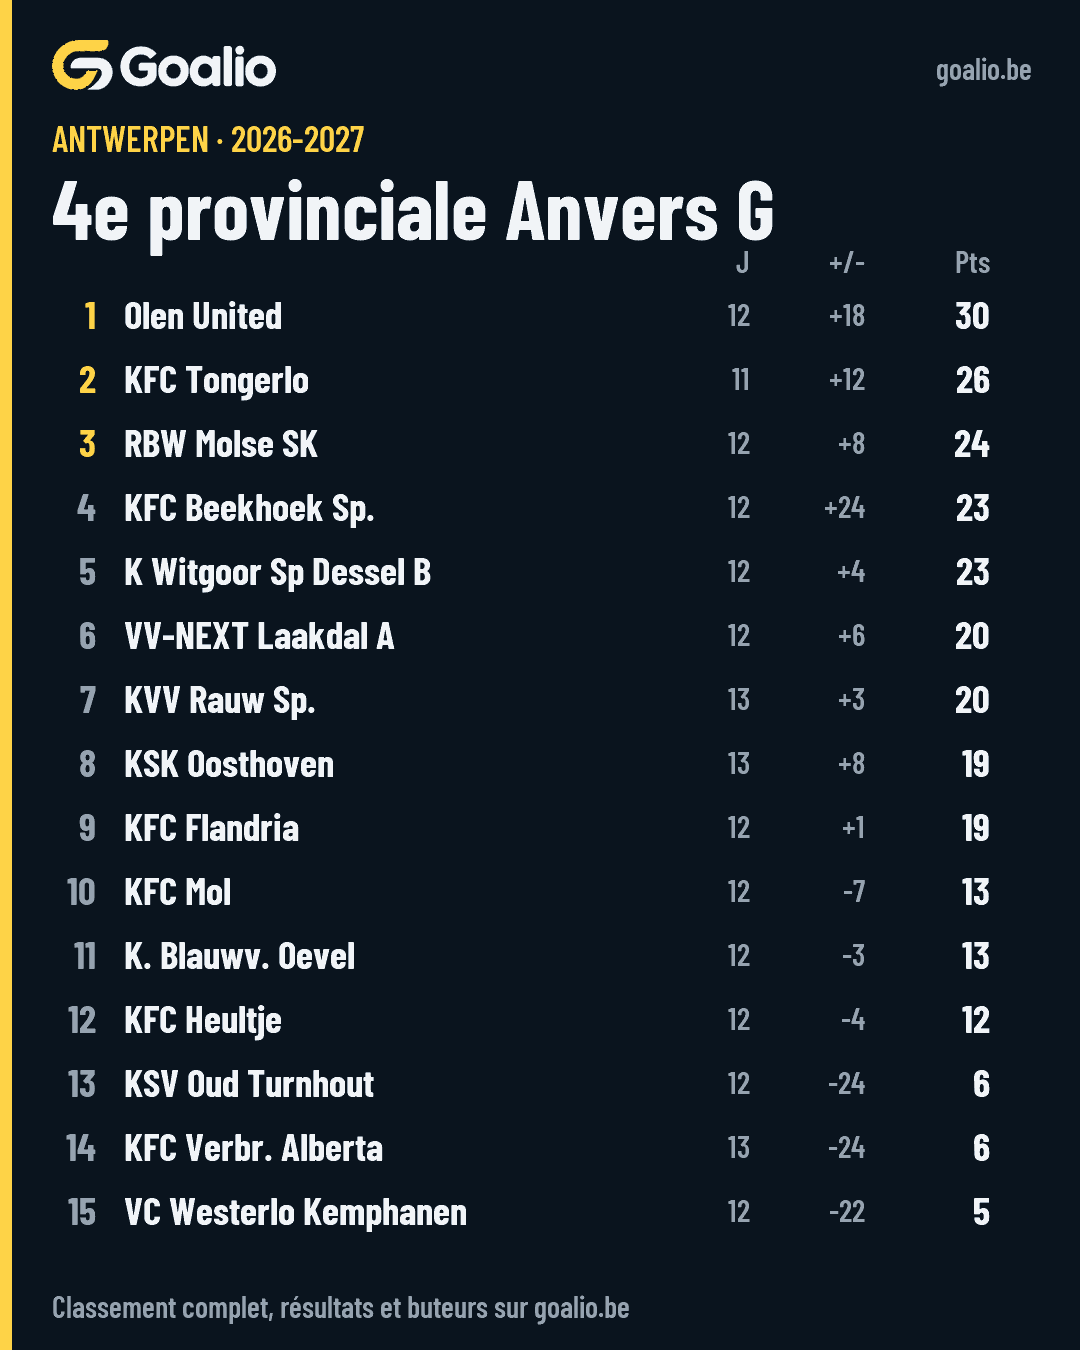 Goalio
goalio.be
ANTWERPEN · 2026-2027
4e provinciale Anvers G
J +/- Pts
1 Olen United 12 +18 30
2 KFC Tongerlo 11 +12 26
3 RBW Molse SK 12 +8 24
4 KFC Beekhoek Sp. 12 +24 23
5 K Witgoor Sp Dessel B 12 +4 23
6 VV-NEXT Laakdal A 12 +6 20
7 KVV Rauw Sp. 13 +3 20
8 KSK Oosthoven 13 +8 19
9 KFC Flandria 12 +1 19
10 KFC Mol 12 -7 13
11 K. Blauwv. Oevel 12 -3 13
12 KFC Heultje 12 -4 12
13 KSV Oud Turnhout 12 -24 6
14 KFC Verbr. Alberta 13 -24 6
15 VC Westerlo Kemphanen 12 -22 5
Classement complet, résultats et buteurs sur goalio.be